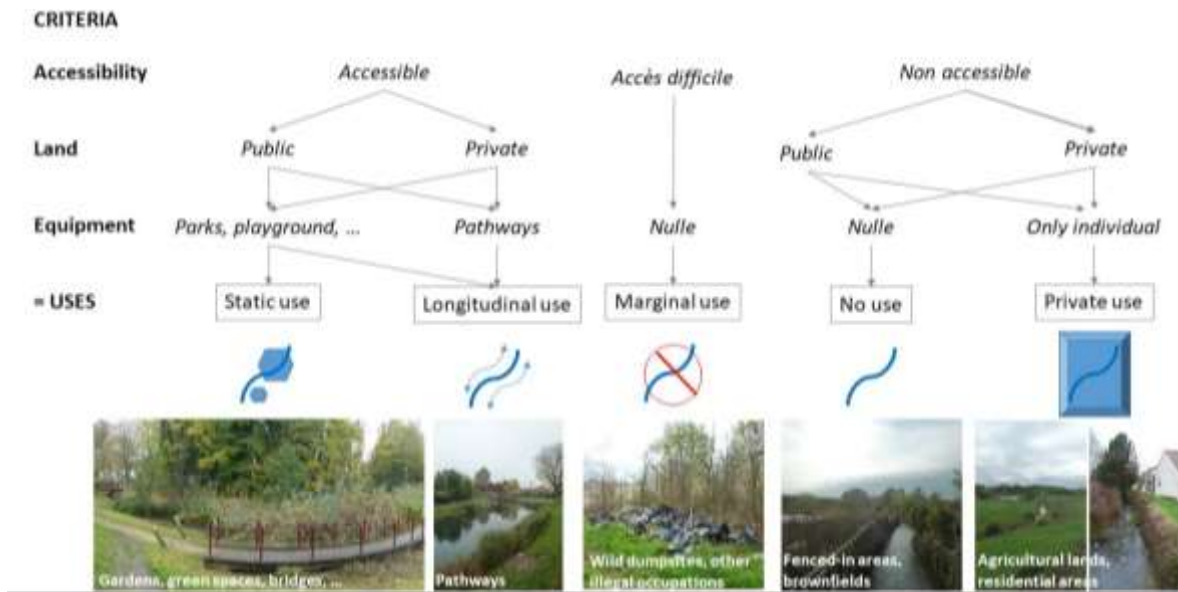 CRITERIA
Accessibility
Accessible
Accès difficile
Non accessible
Land
Public
Private
Public
Private
Equipment
Parks, playground, ...
Pathways
Nulle
Nulle
Only individual
= USES
Static use
Longitudinal use
Marginal use
No use
Private use
Gardens, green spaces, bridges, ...
Pathways
Wild dumpsites, other
illegal occupations
Fenced-in areas,
brownfields
Agricultural lands,
residential areas